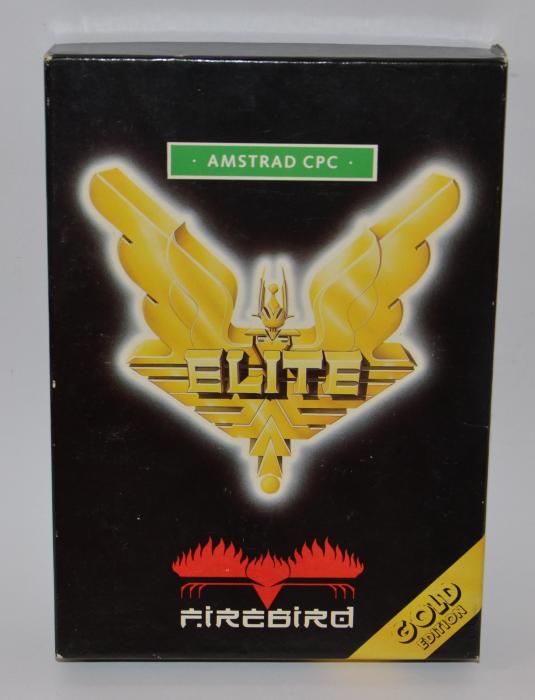 · AMSTRAD CPC ·
ELITE
FIREBIRD
GOLD
EDITION